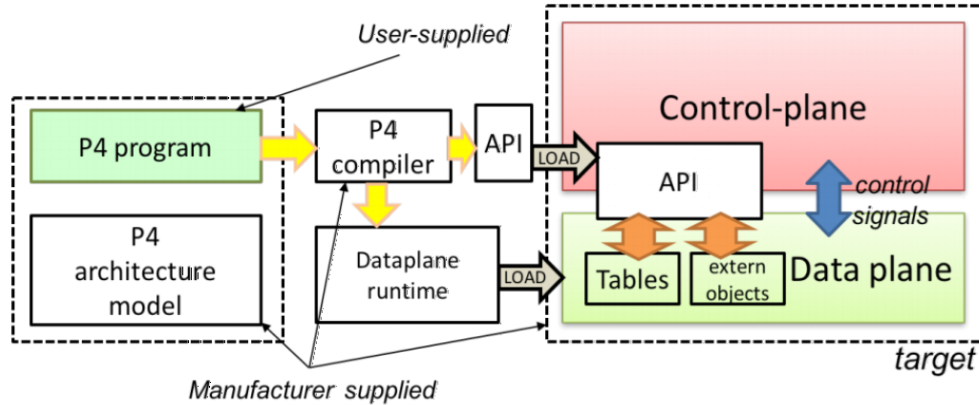 User-supplied
P4 program
P4
compiler
API
LOAD
Control-plane
API
control
signals
P4
architecture
model
Dataplane
runtime
LOAD
Tables
extern
objects
Data plane
target
Manufacturer supplied